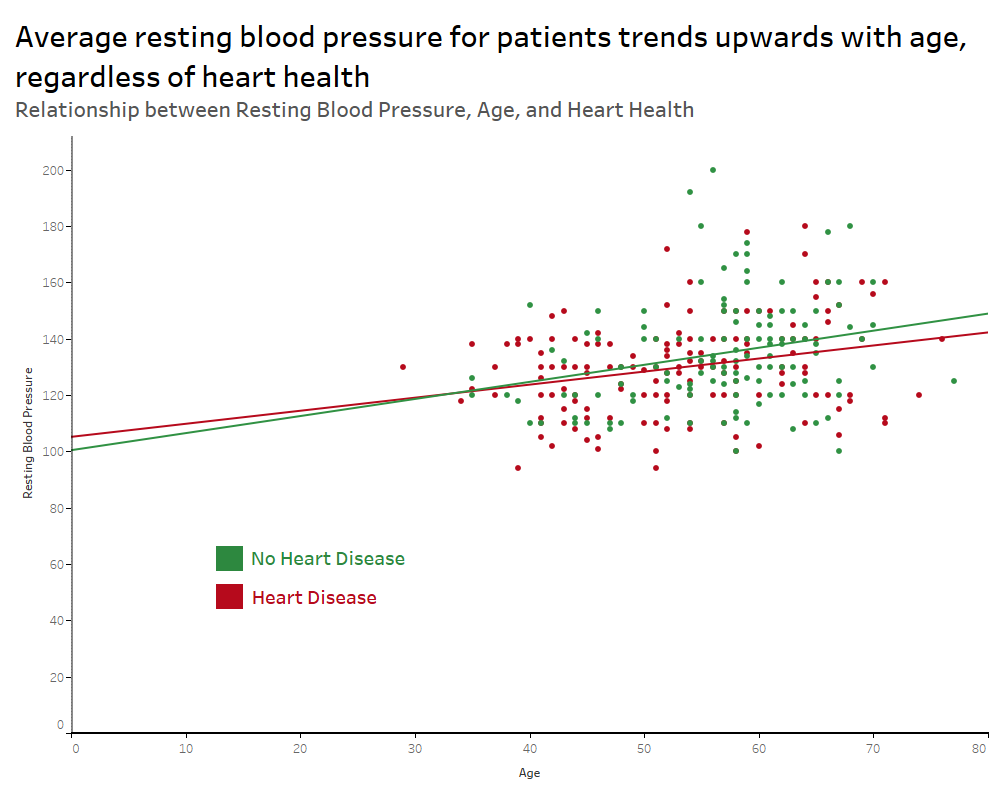 Average resting blood pressure for patients trends upwards with age,
regardless of heart health
Relationship between Resting Blood Pressure, Age, and Heart Health
200
180
160
140
120
100
80
60
40
20
0
Resting Blood Pressure
No Heart Disease
Heart Disease
0 10 20 30 40 50 60 70 80
Age